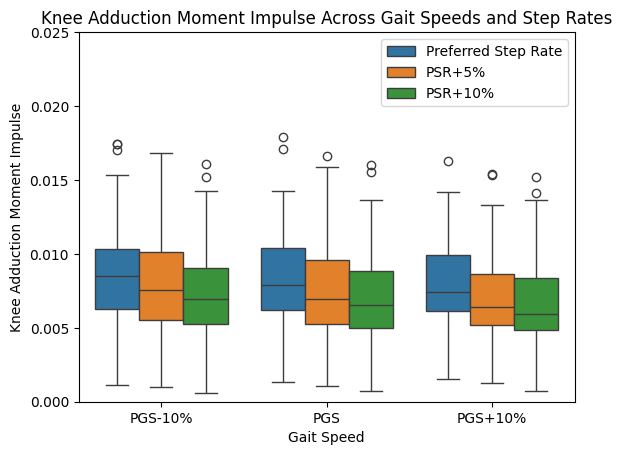 Knee Adduction Moment Impulse Across Gait Speeds and Step Rates
Knee Adduction Moment Impulse
0.025
0.020
0.015
0.010
0.005
0.000
Preferred Step Rate
PSR+5%
PSR+10%
PGS-10%
PGS
PGS+10%
Gait Speed